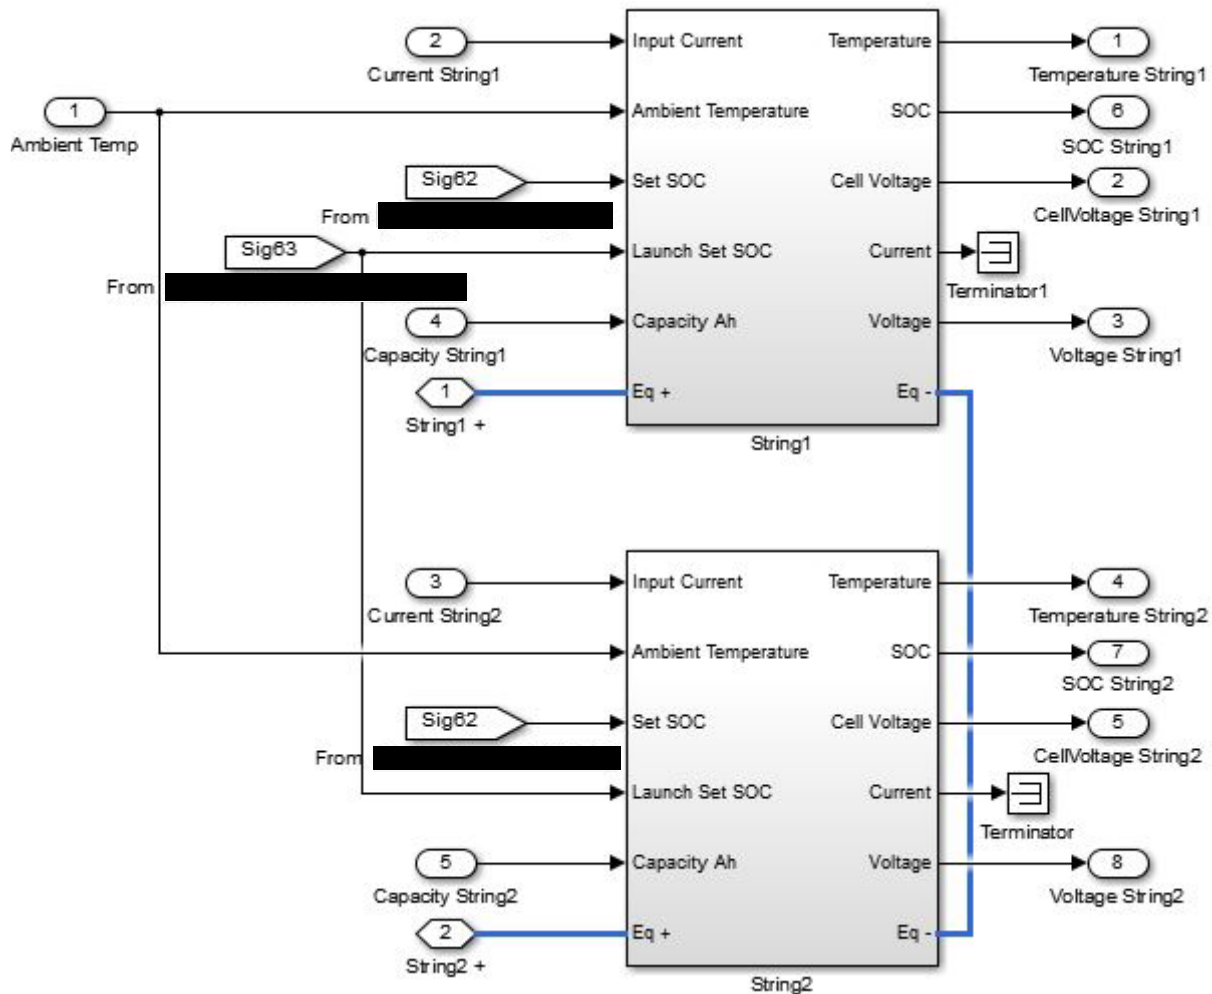 2 Input Current Temperature 1
Current String1 Temperature String1
1 Ambient Temperature SOC 6
Ambient Temp SOC String1
Sig62 Set SOC Cell Voltage 2
From CellVoltage String1
Sig63 Launch Set SOC Current
From Terminator1
4 Capacity Ah Voltage 3
Capacity String1 Voltage String1
1 Eq + Eq -
String1 +
String1
3 Input Current Temperature 4
Current String2 Temperature String2
Ambient Temperature SOC 7
SOC String2
Sig62 Set SOC Cell Voltage 5
From CellVoltage String2
Launch Set SOC Current
Terminator
5 Capacity Ah Voltage 8
Capacity String2 Voltage String2
2 Eq + Eq -
String2 +
String2